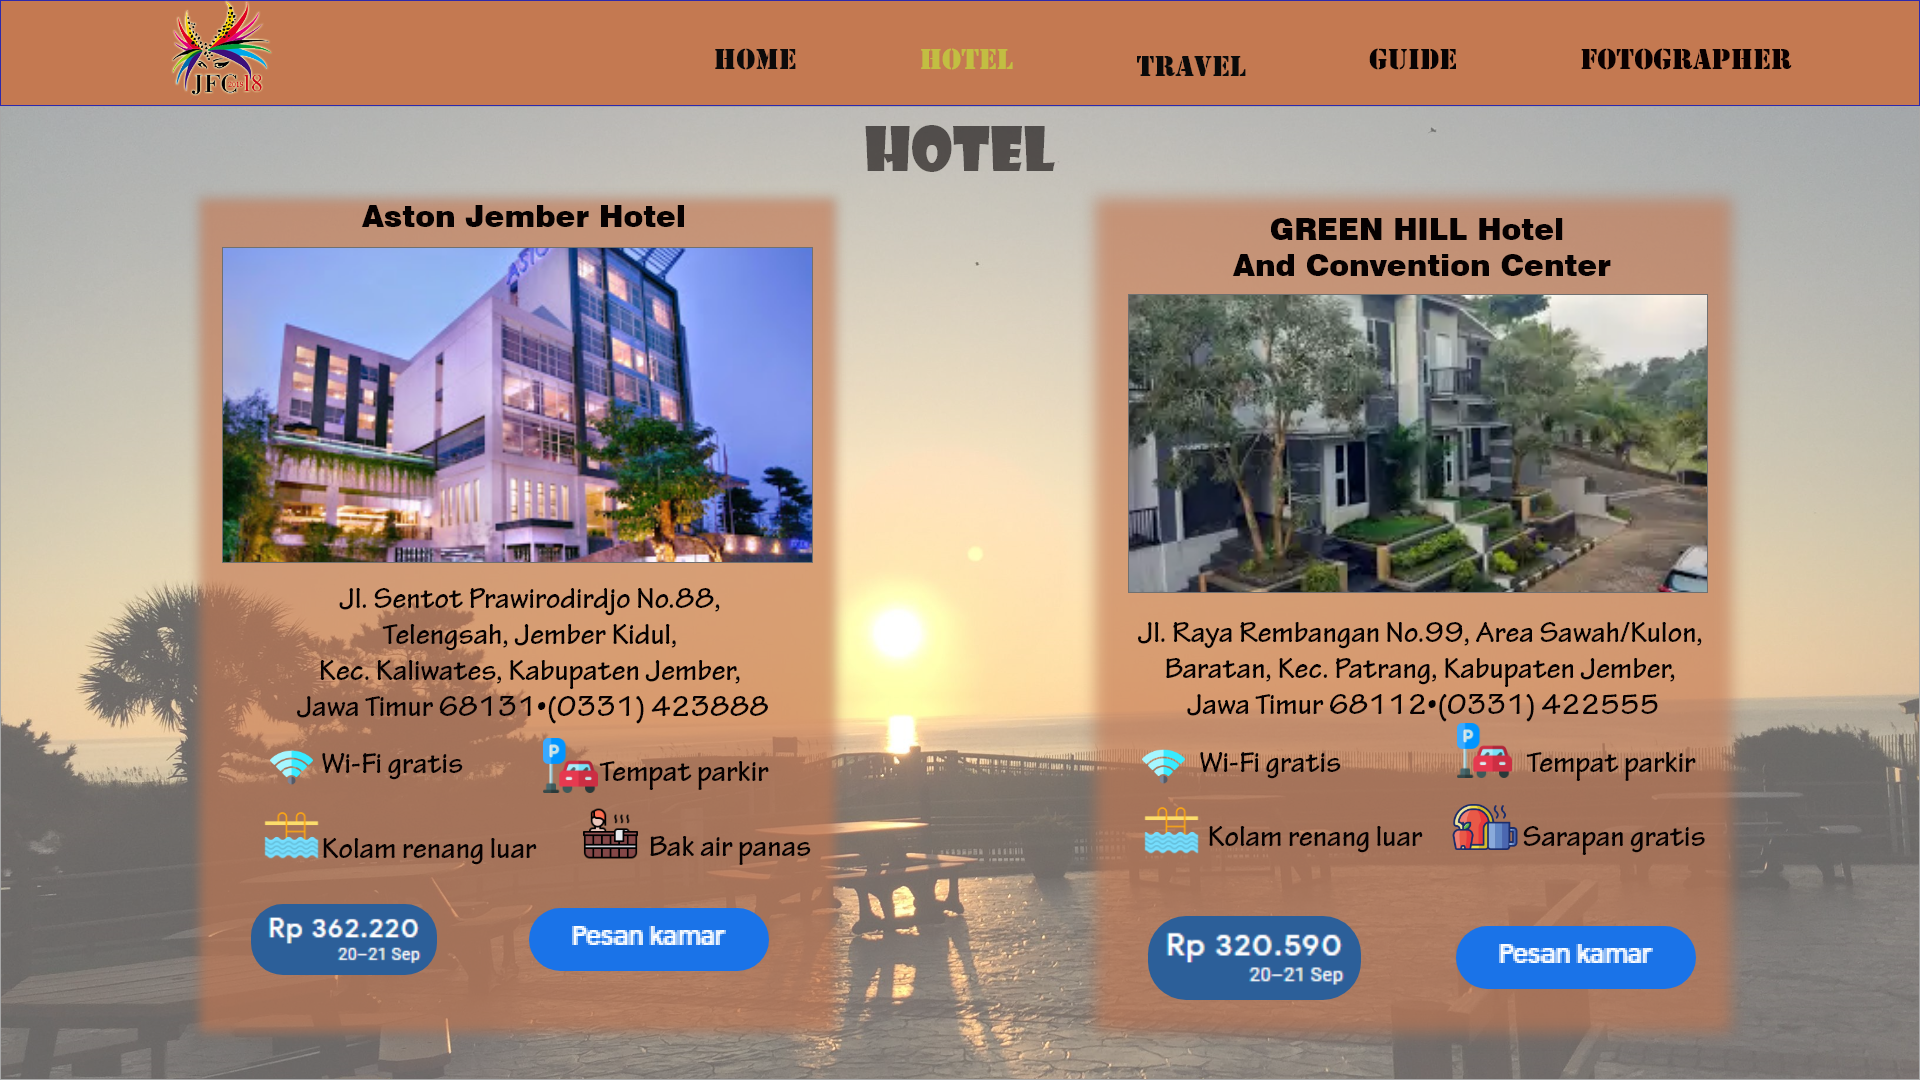 JFC 18
HOME
HOTEL
TRAVEL
GUIDE
FOTOGRAPHER
HOTEL
Aston Jember Hotel
ASTON
Jl. Sentot Prawirodirdjo No.88,
Telengsah, Jember Kidul,
Kec. Kaliwates, Kabupaten Jember,
Jawa Timur 68131•(0331) 423888
Wi-Fi gratis
P
Tempat parkir
Kolam renang luar
Bak air panas
Rp 362.220
20–21 Sep
Pesan kamar
GREEN HILL Hotel
And Convention Center
Jl. Raya Rembangan No.99, Area Sawah/Kulon,
Baratan, Kec. Patrang, Kabupaten Jember,
Jawa Timur 68112•(0331) 422555
Wi-Fi gratis
P
Tempat parkir
Kolam renang luar
Sarapan gratis
Rp 320.590
20–21 Sep
Pesan kamar